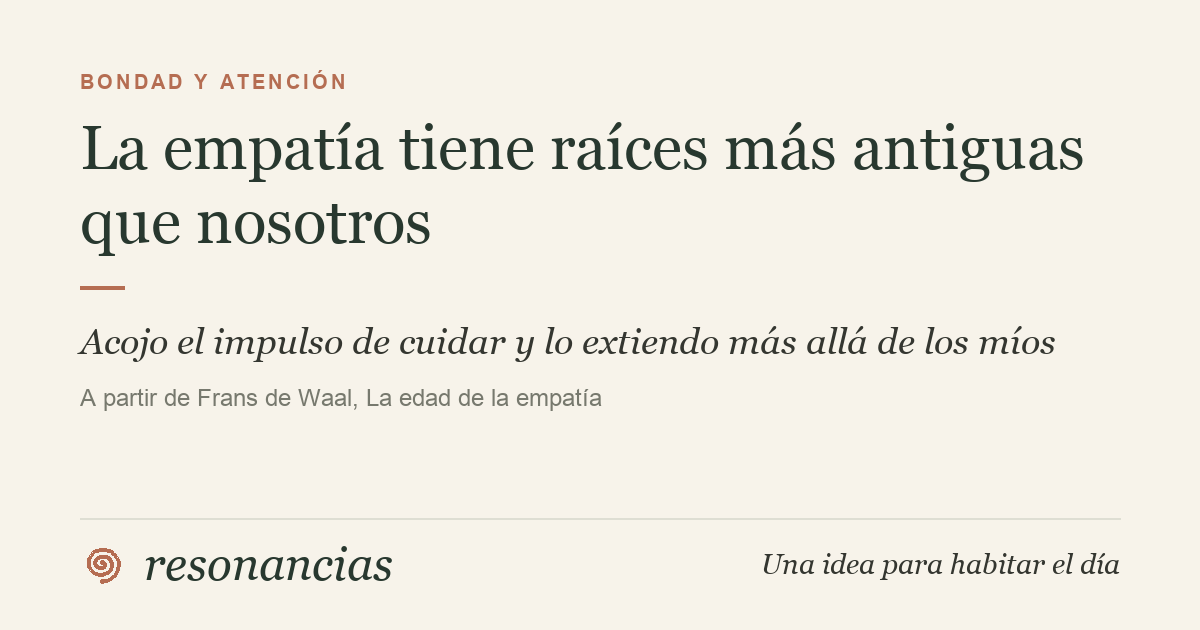 BONDAD Y ATENCIÓN
La empatía tiene raíces más antiguas
que nosotros
Acojo el impulso de cuidar y lo extiendo más allá de los míos
A partir de Frans de Waal, La edad de la empatía
resonancias
Una idea para habitar el día